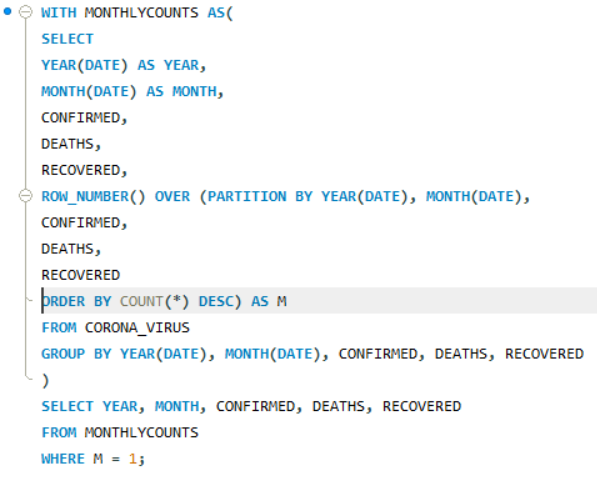 WITH MONTHLYCOUNTS AS(
SELECT
YEAR(DATE) AS YEAR,
MONTH(DATE) AS MONTH,
CONFIRMED,
DEATHS,
RECOVERED,
ROW_NUMBER() OVER (PARTITION BY YEAR(DATE), MONTH(DATE),
CONFIRMED,
DEATHS,
RECOVERED
ORDER BY COUNT(*) DESC) AS M
FROM CORONA_VIRUS
GROUP BY YEAR(DATE), MONTH(DATE), CONFIRMED, DEATHS, RECOVERED
)
SELECT YEAR, MONTH, CONFIRMED, DEATHS, RECOVERED
FROM MONTHLYCOUNTS
WHERE M = 1;